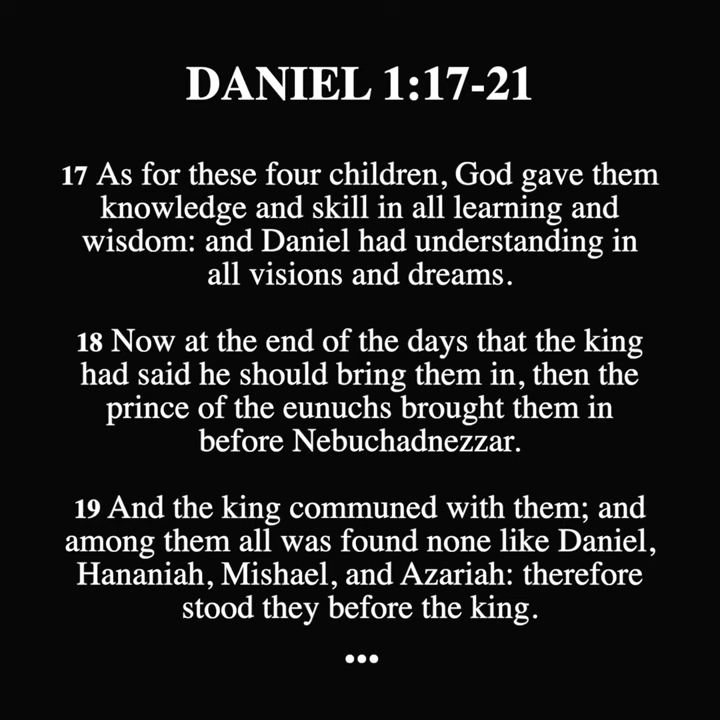 DANIEL 1:17-21
17 As for these four children, God gave them
knowledge and skill in all learning and
wisdom: and Daniel had understanding in
all visions and dreams.
18 Now at the end of the days that the king
had said he should bring them in, then the
prince of the eunuchs brought them in
before Nebuchadnezzar.
19 And the king communed with them; and
among them all was found none like Daniel,
Hananiah, Mishael, and Azariah: therefore
stood they before the king.
•••